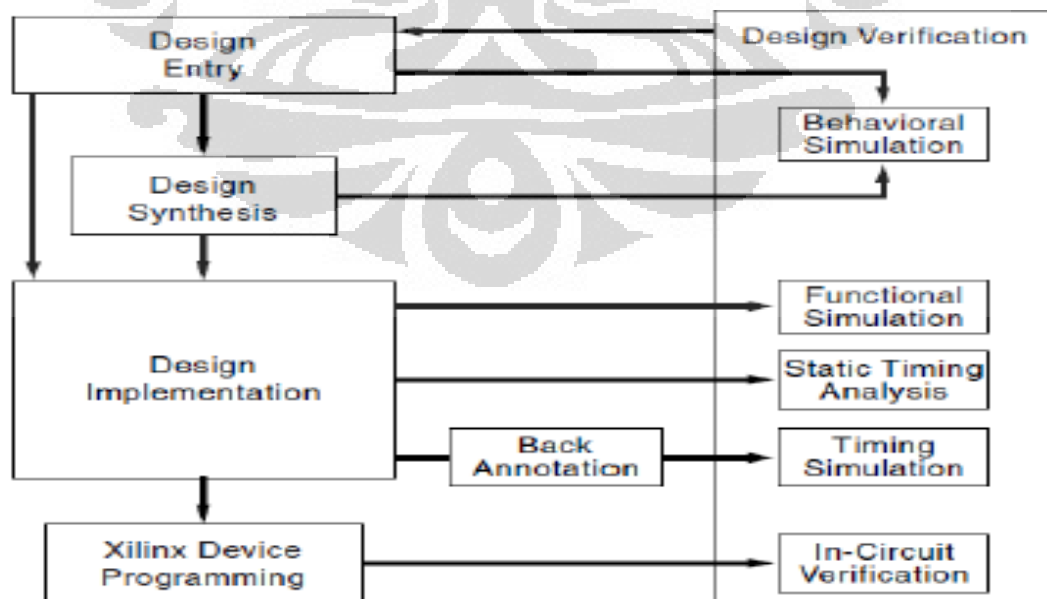 Design
Entry
Design Verification
Behavioral
Simulation
Design
Synthesis
Functional
Simulation
Design
Implementation
Static Timing
Analysis
Back
Annotation
Timing
Simulation
Xilinx Device
Programming
In-Circuit
Verification